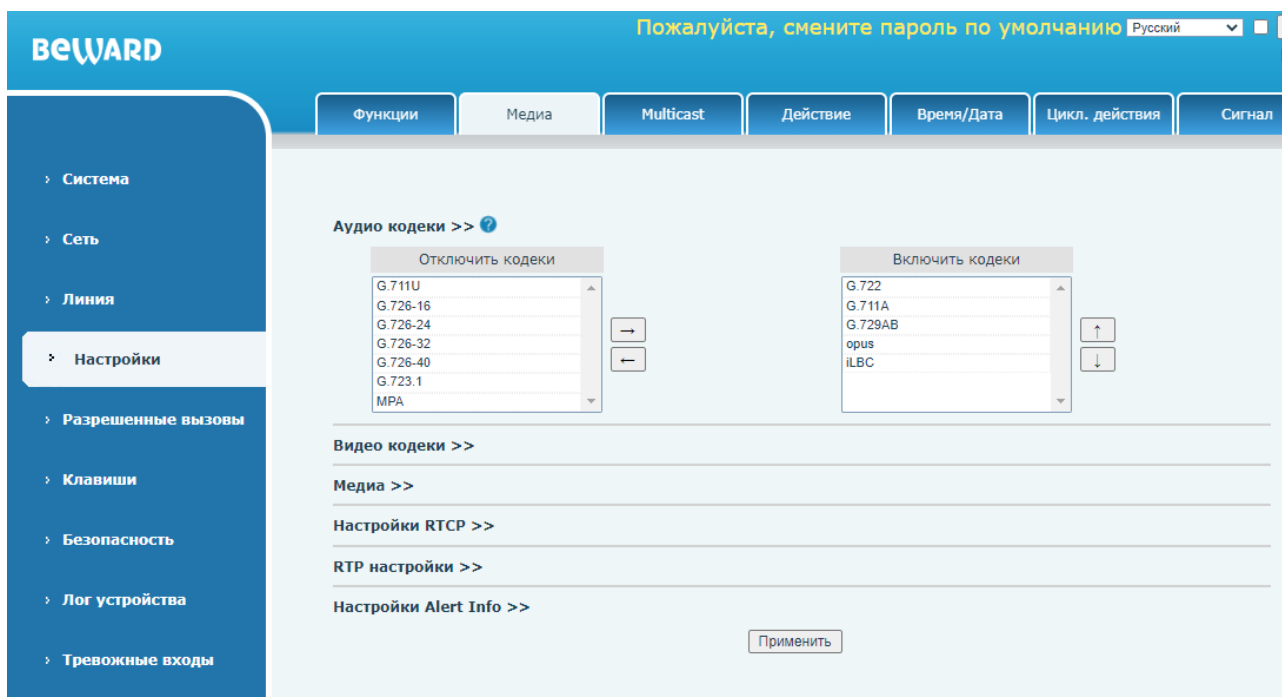 Пожалуйста, смените пароль по умолчанию Русский
BEWARD
Функции Медиа Multicast Действие Время/Дата Цикл. действия Сигнал
Система
Сеть
Линия
Настройки
Разрешенные вызовы
Клавиши
Безопасность
Лог устройства
Тревожные входы
Аудио кодеки >> ?
Отключить кодеки
G.711U
G.726-16
G.726-24
G.726-32
G.726-40
G.723.1
MPA
→
←
Включить кодеки
G.722
G.711A
G.729AB
opus
iLBC
↑
↓
Видео кодеки >>
Медиа >>
Настройки RTCP >>
RTP настройки >>
Настройки Alert Info >>
Применить